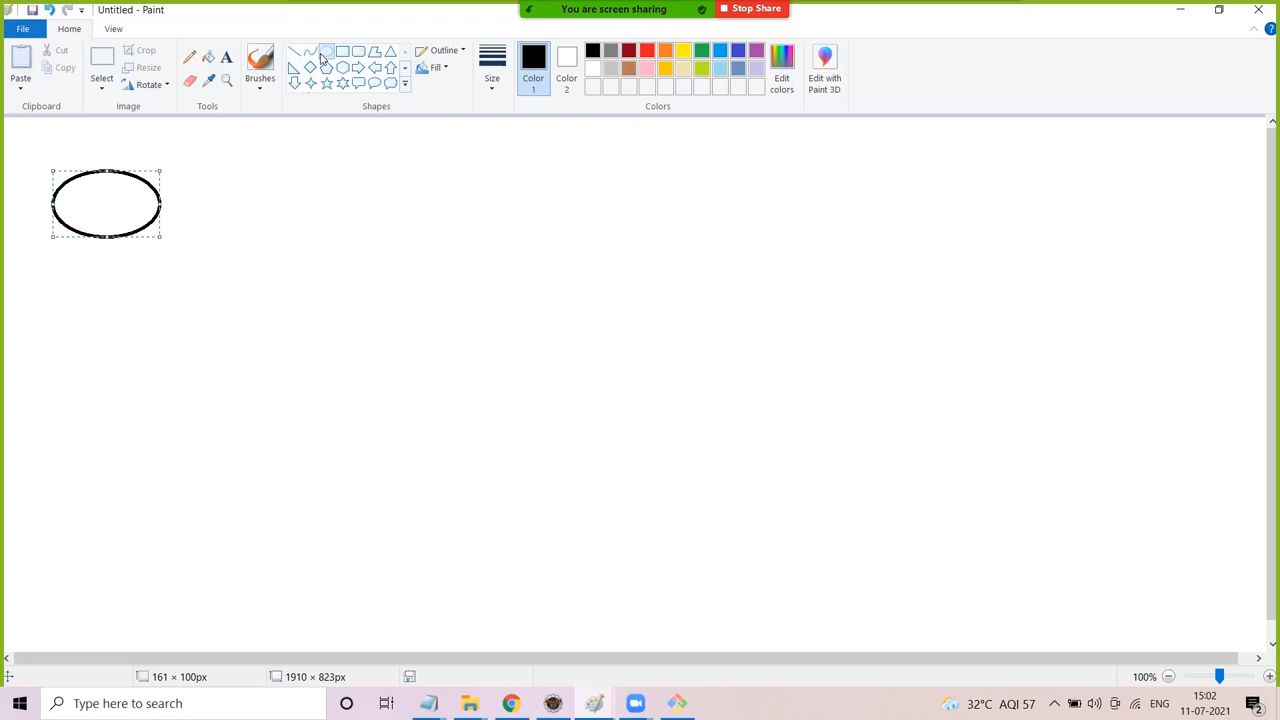 Untitled - Paint
You are screen sharing
Stop Share
File
Home
View
Paste
Cut
Copy
Clipboard
Select
Crop
Resize
Rotate
Image
Tools
A
Brushes
Shapes
Outline
Fill
Size
Color 1
Color 2
Colors
Edit colors
Edit with Paint 3D
161 × 100px
1910 × 823px
100%
Type here to search
32°C AQI 57
ENG
15:02
11-07-2021
2